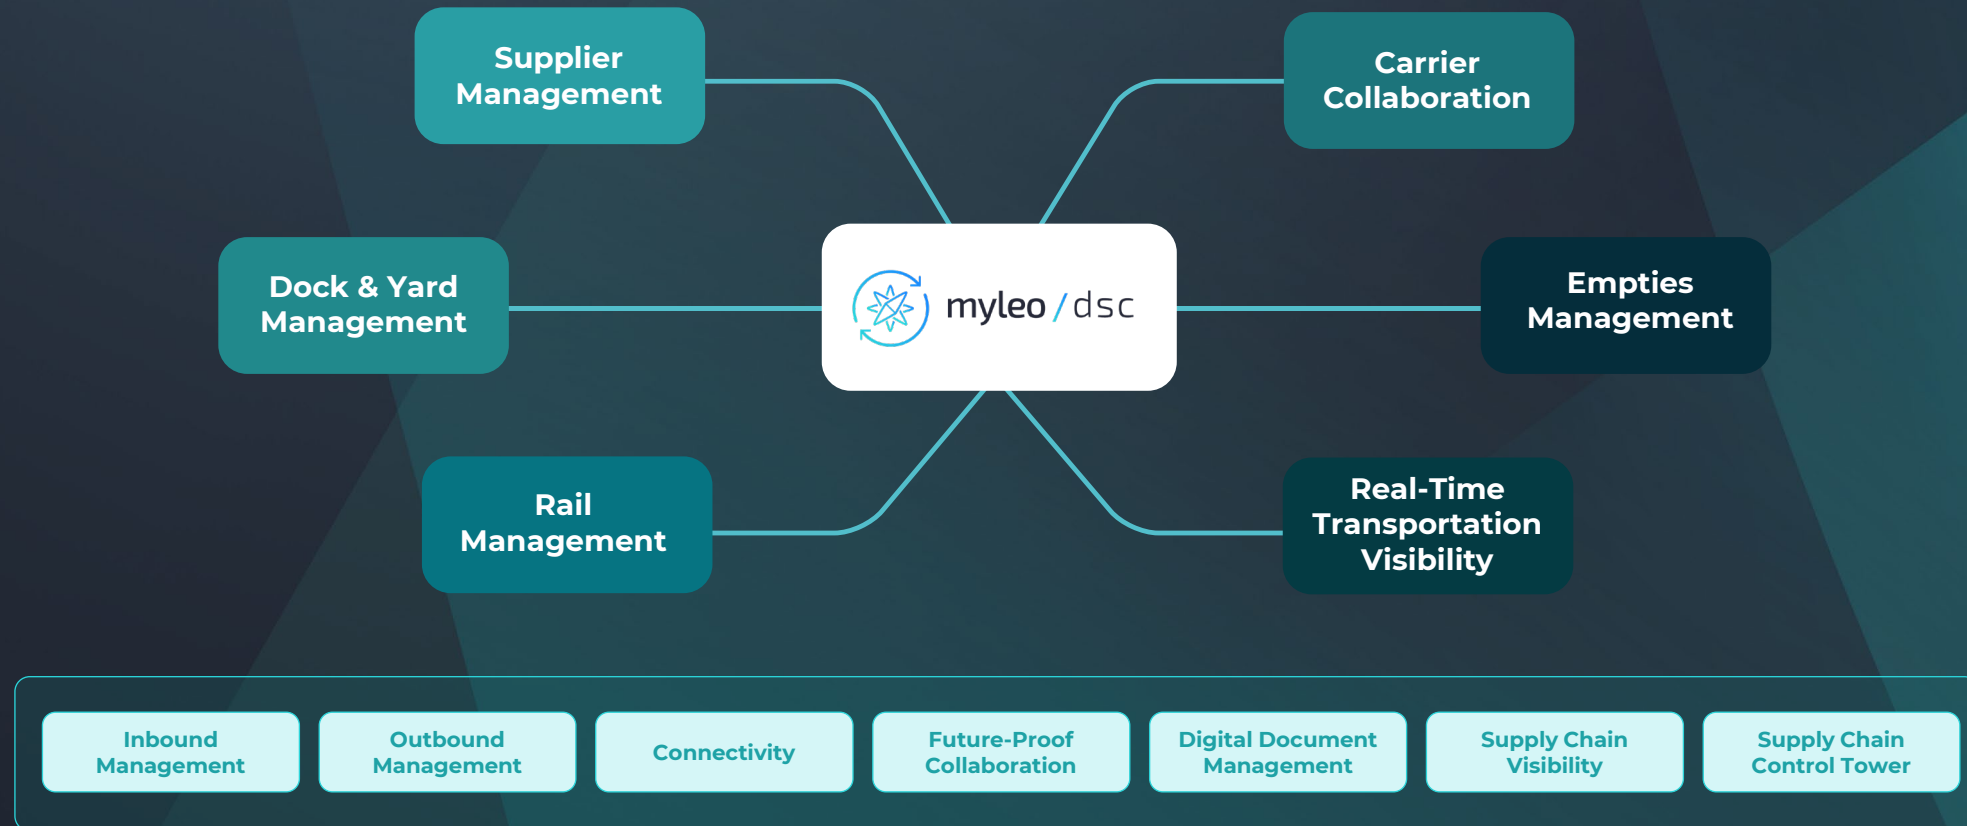 Supplier
Management
Carrier
Collaboration
Dock & Yard
Management
myleo / dsc
Empties
Management
Rail
Management
Real-Time
Transportation
Visibility
Inbound
Management
Outbound
Management
Connectivity
Future-Proof
Collaboration
Digital Document
Management
Supply Chain
Visibility
Supply Chain
Control Tower